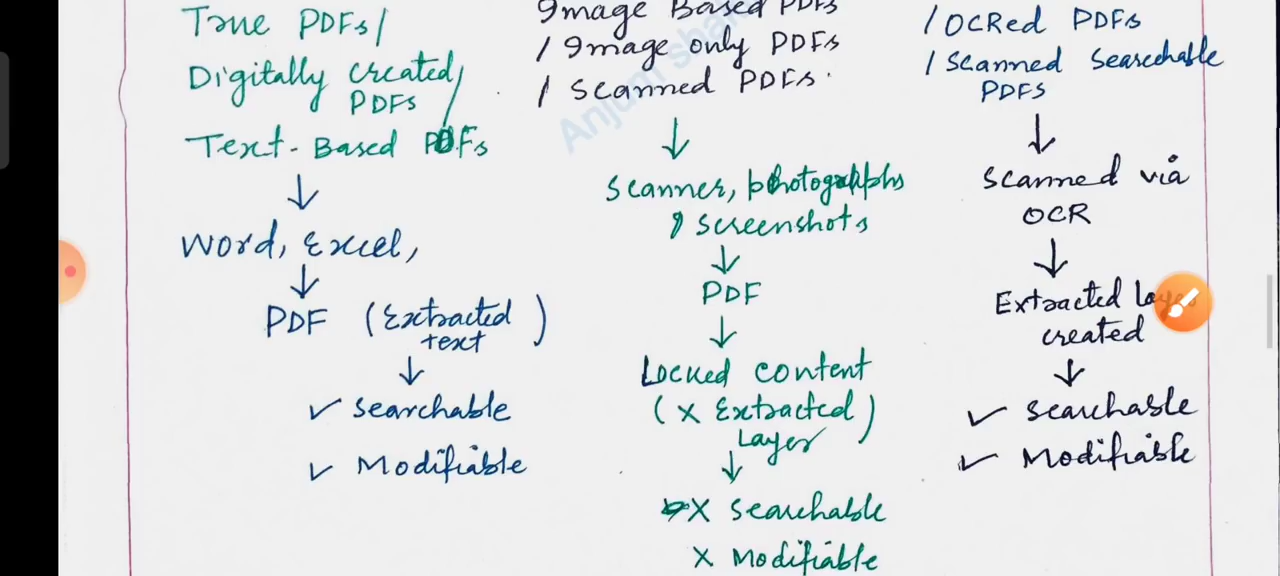 True PDFs/
Digitally created/
PDFs
Text-Based PDFs
↓
Word, Excel,
↓
PDF (Extracted
text)
↓
✓ Searchable
✓ Modifiable
Image Based PDFs
/ Image only PDFs
/ Scanned PDFs
↓
Scanner, photographs
, screenshots
↓
PDF
↓
Locked content
(X Extracted)
Layer
↓
X Searchable
X Modifiable
/ OCRed PDFs
/ Scanned Searchable
PDFs
↓
Scanned via
OCR
↓
Extracted Layer
created
↓
✓ Searchable
✓ Modifiable